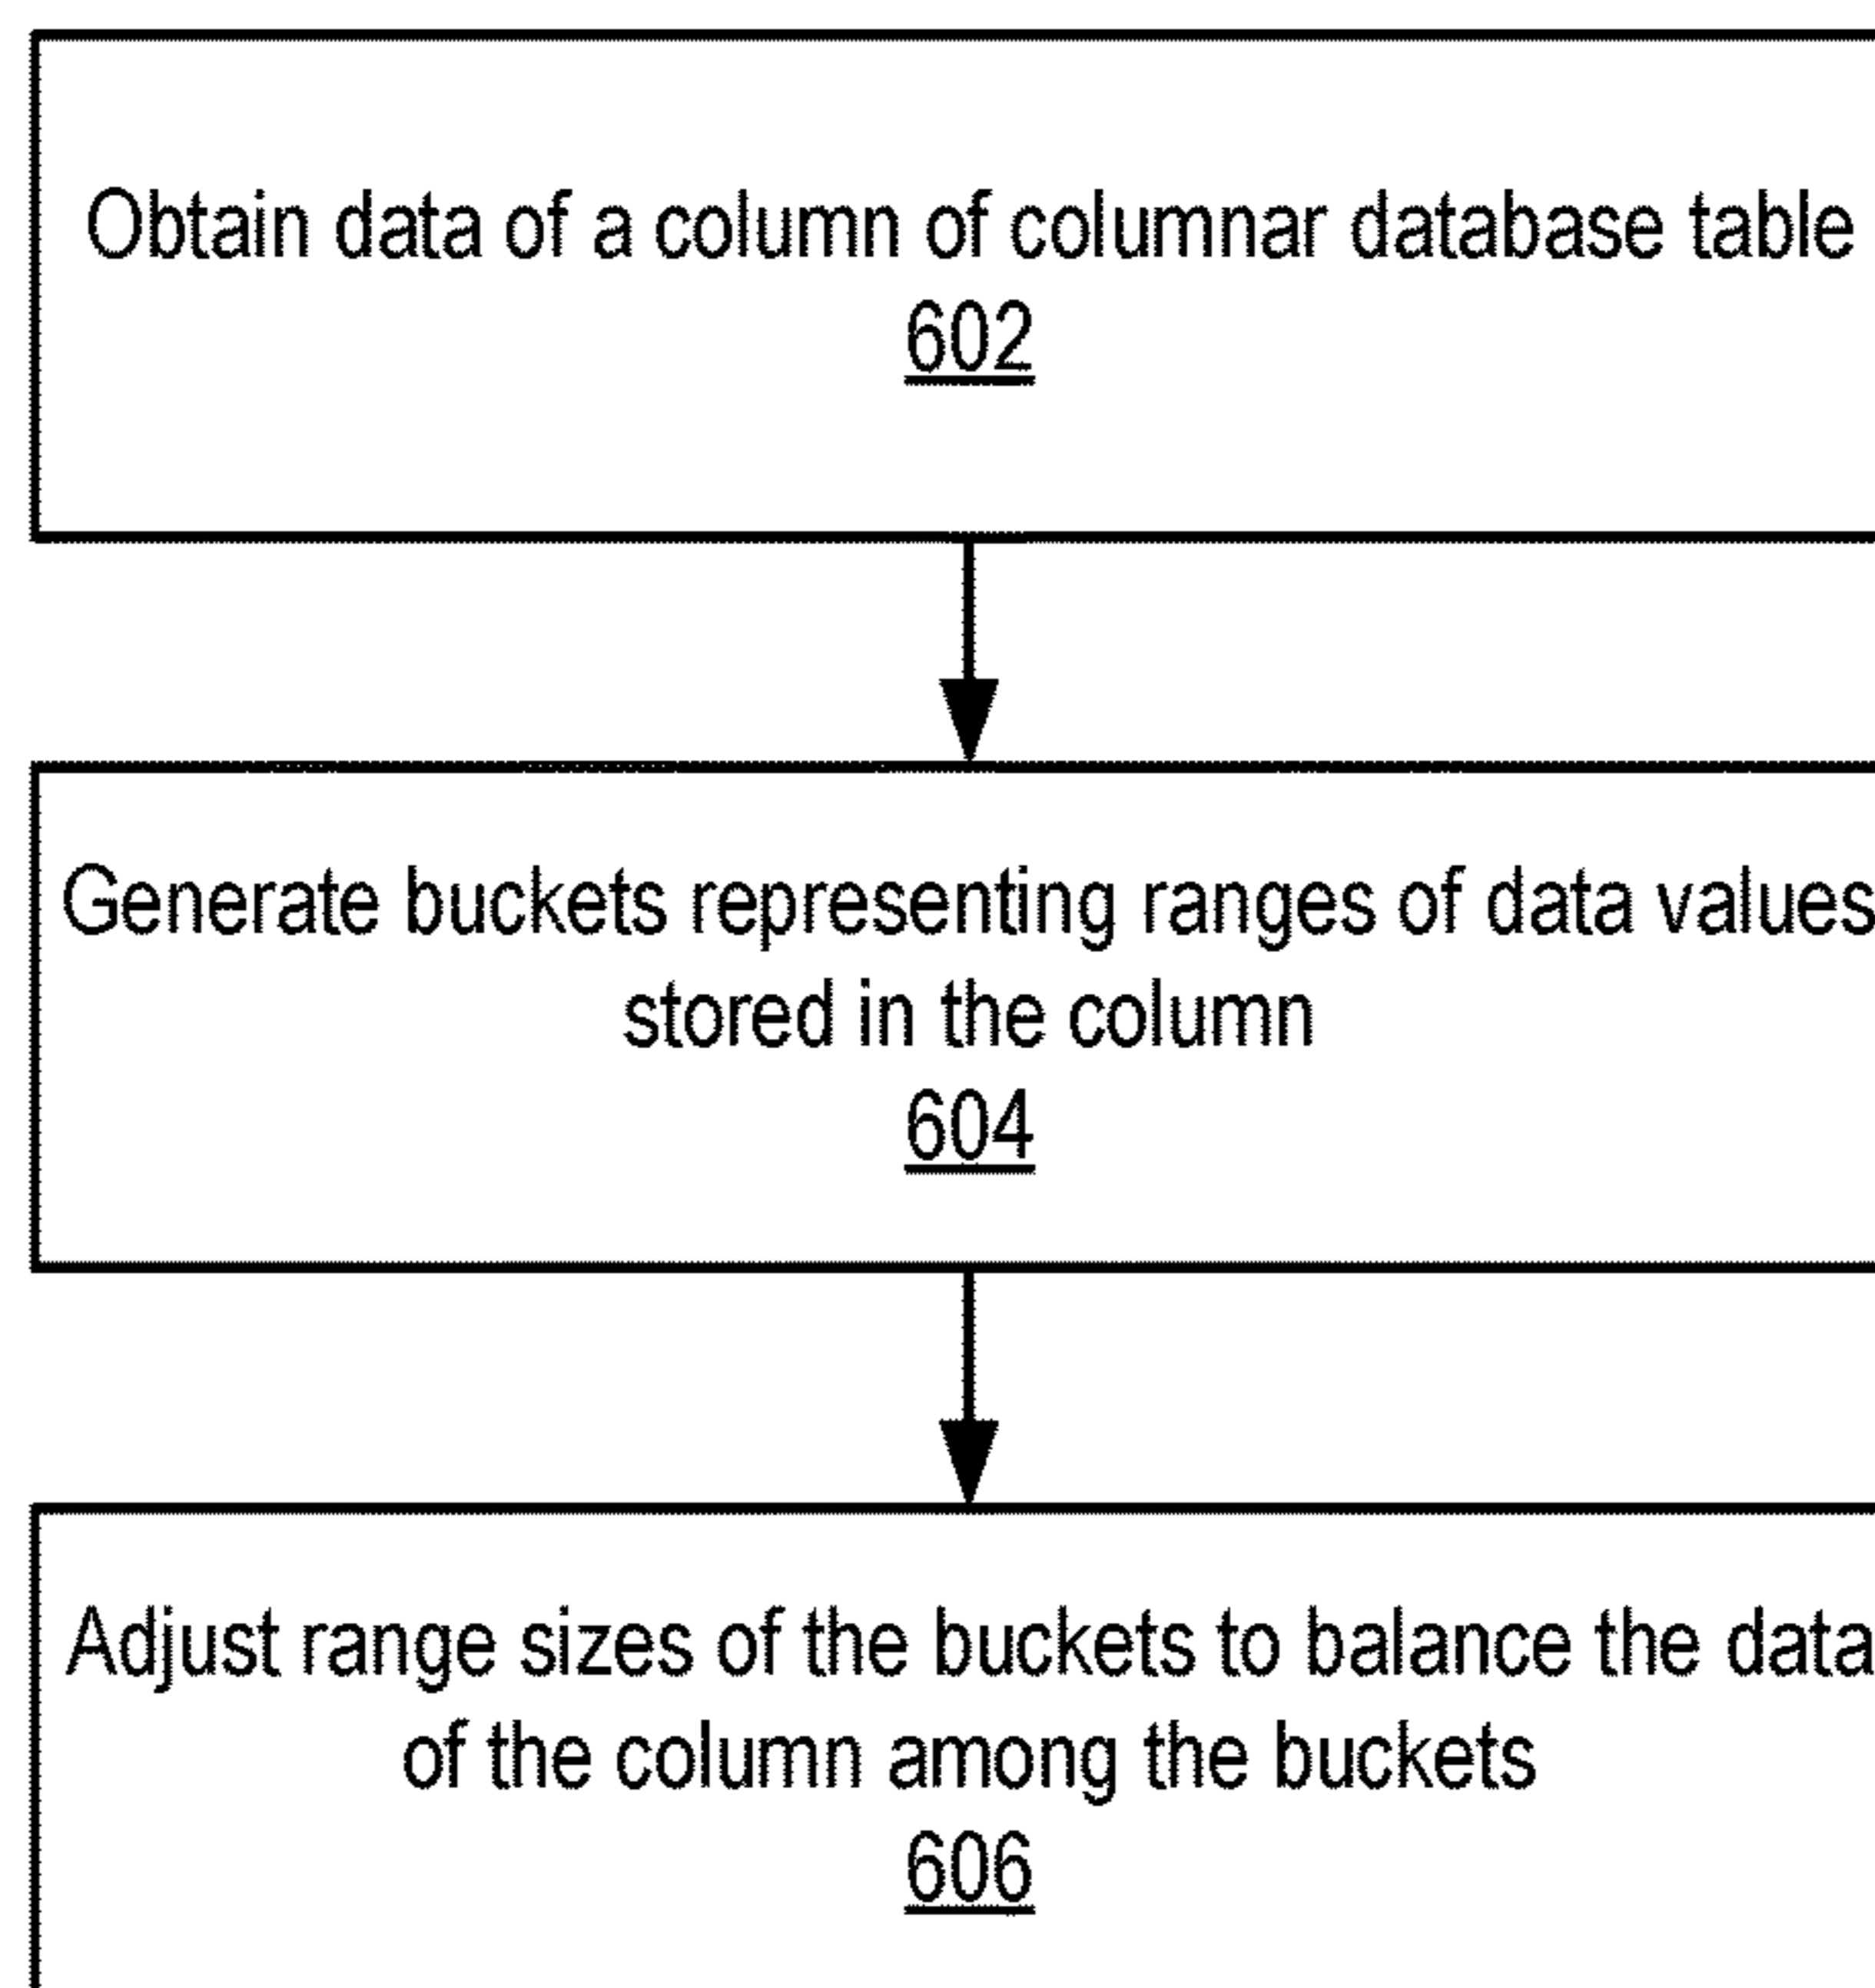 Obtain data of a column of columnar database table
602
Generate buckets representing ranges of data values
stored in the column
604
Adjust range sizes of the buckets to balance the data
of the column among the buckets
606